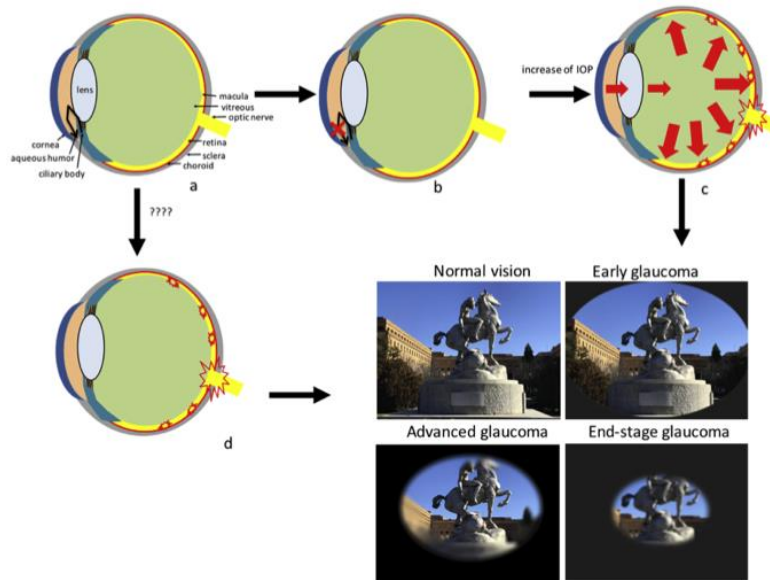 lens
macula
vitreous
optic nerve
retina
sclera
choroid
cornea
aqueous humor
ciliary body
a
b
increase of IOP
c
????
d
Normal vision
Early glaucoma
Advanced glaucoma
End-stage glaucoma